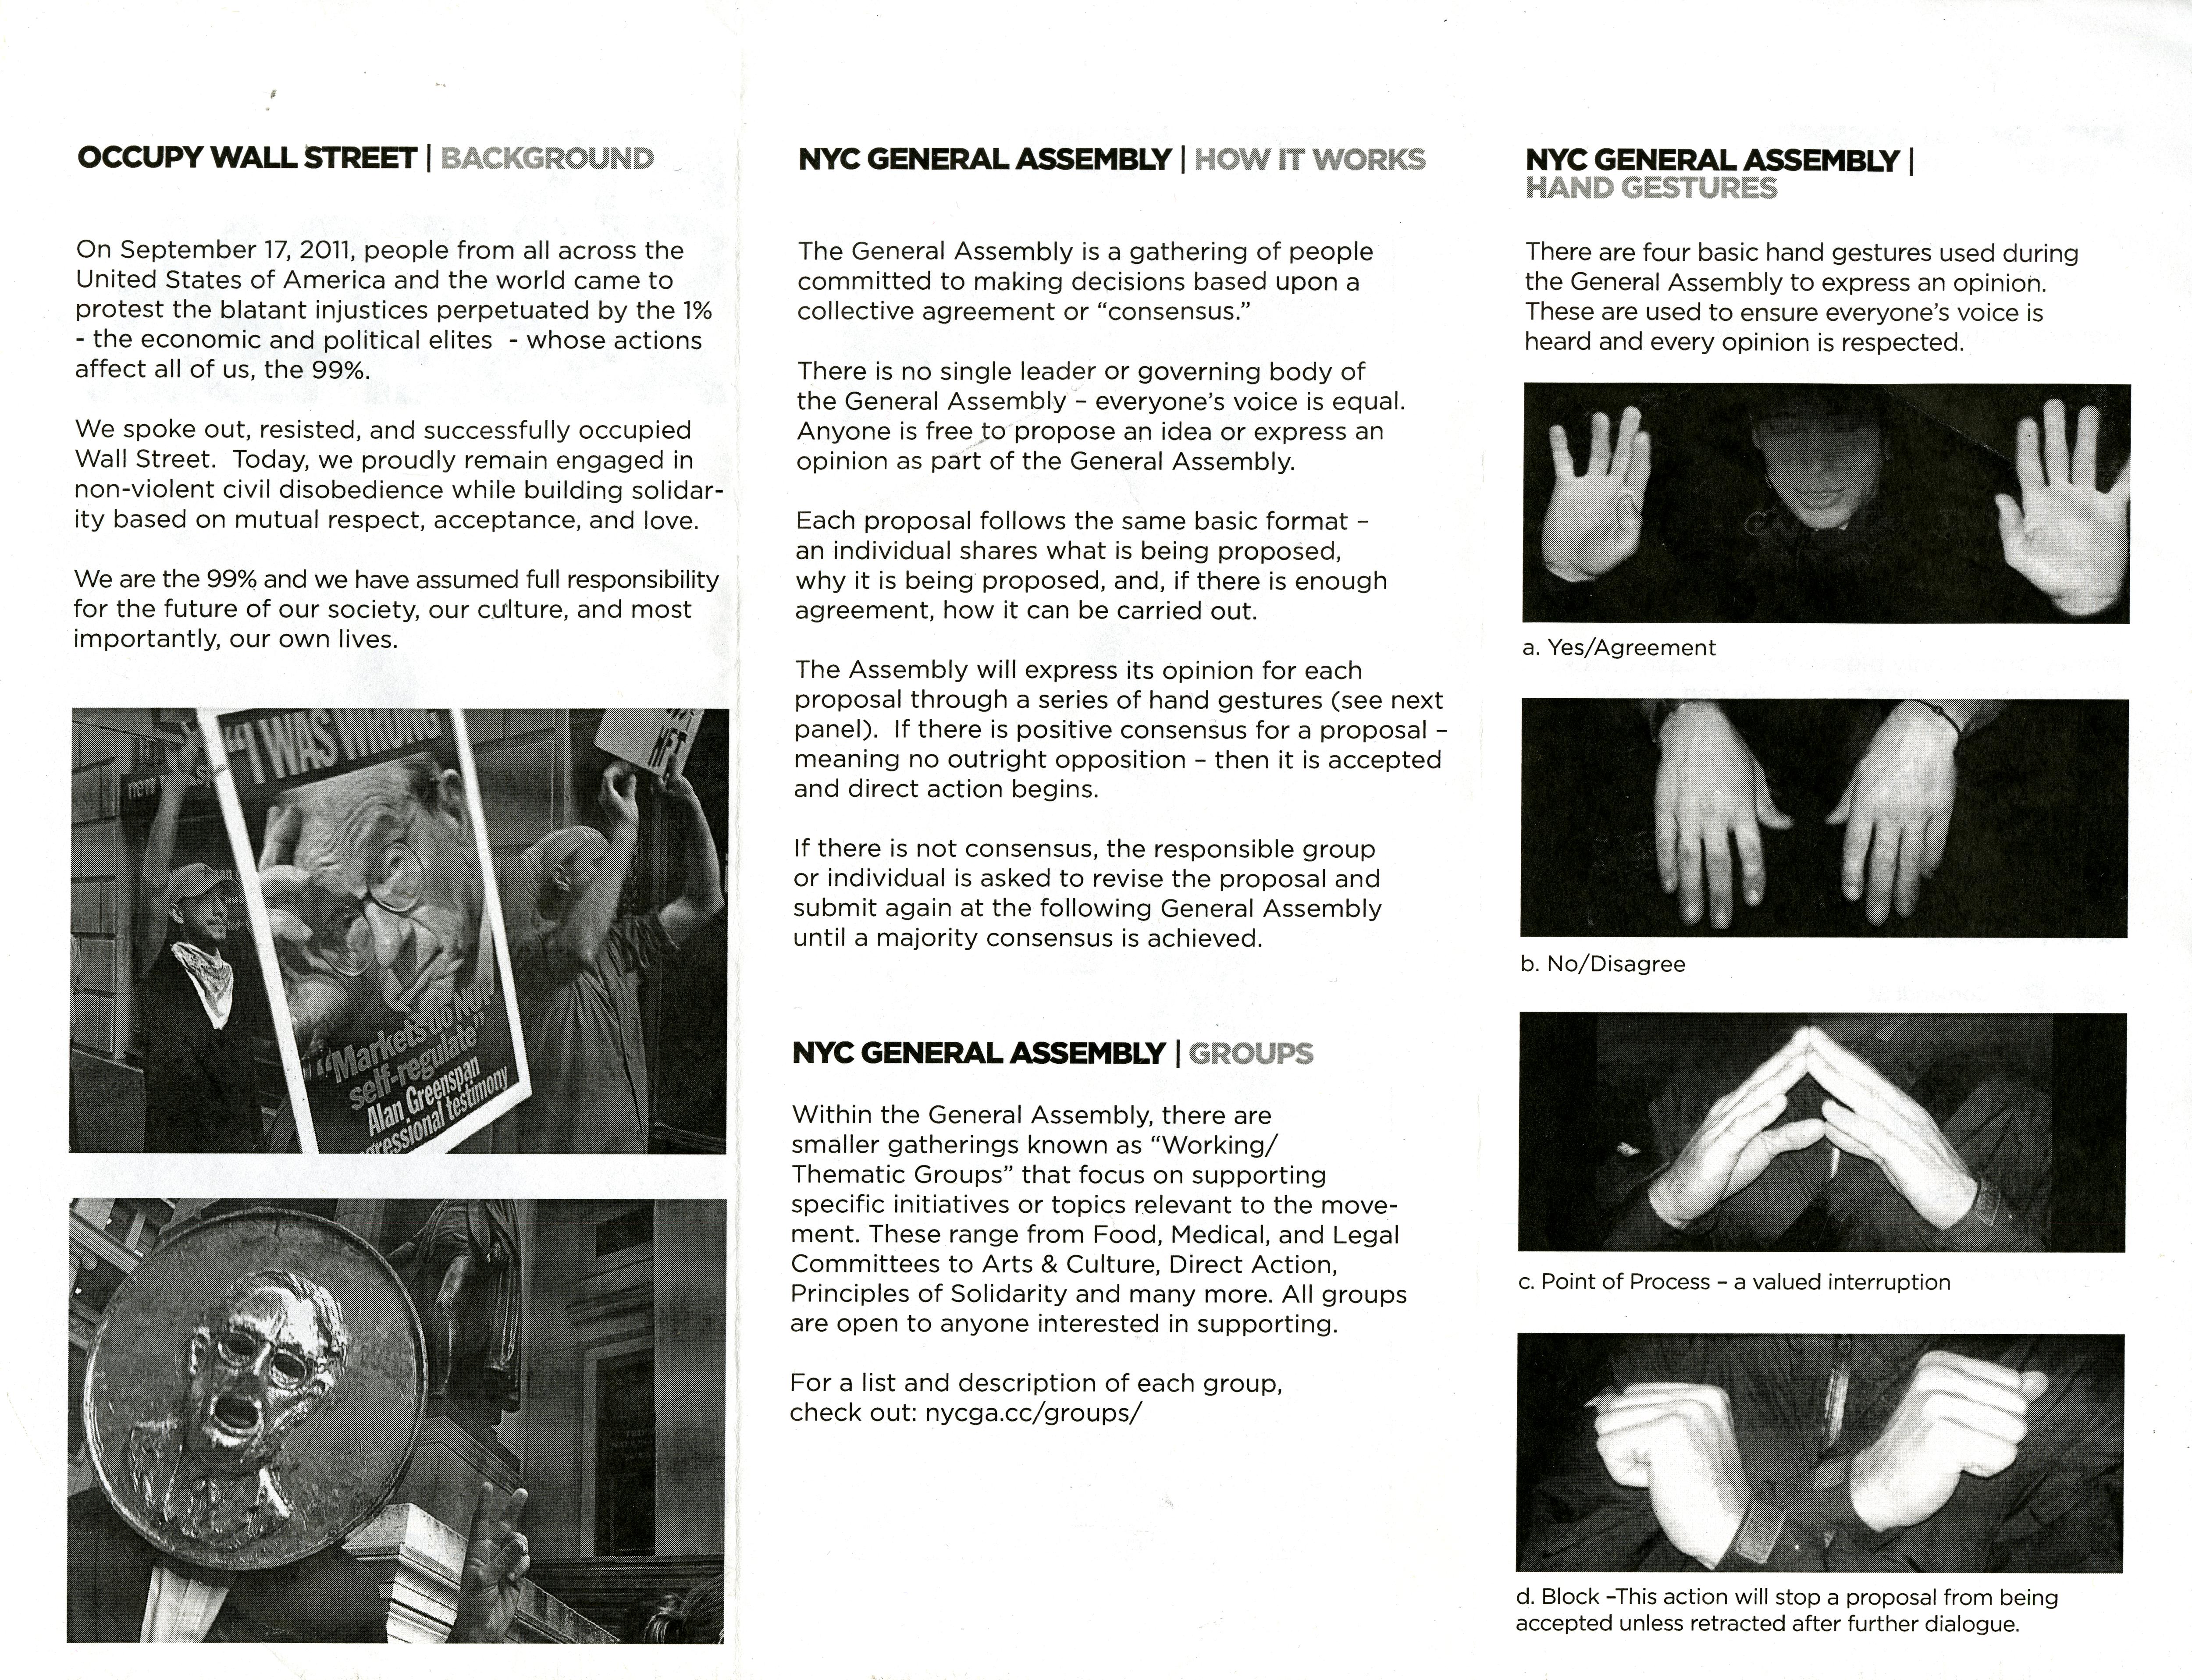 OCCUPY WALL STREET | BACKGROUND
On September 17, 2011, people from all across the
United States of America and the world came to
protest the blatant injustices perpetuated by the 1%
- the economic and political elites  - whose actions
affect all of us, the 99%.
We spoke out, resisted, and successfully occupied
Wall Street.  Today, we proudly remain engaged in
non-violent civil disobedience while building solidar-
ity based on mutual respect, acceptance, and love.
We are the 99% and we have assumed full responsibility
for the future of our society, our culture, and most
importantly, our own lives.
"I WAS WRONG
"Markets do NOT
self-regulate"
Alan Greenspan
gressional testimony
NYC GENERAL ASSEMBLY | HOW IT WORKS
The General Assembly is a gathering of people
committed to making decisions based upon a
collective agreement or “consensus.”
There is no single leader or governing body of
the General Assembly – everyone’s voice is equal.
Anyone is free to propose an idea or express an
opinion as part of the General Assembly.
Each proposal follows the same basic format –
an individual shares what is being proposed,
why it is being proposed, and, if there is enough
agreement, how it can be carried out.
The Assembly will express its opinion for each
proposal through a series of hand gestures (see next
panel).  If there is positive consensus for a proposal –
meaning no outright opposition – then it is accepted
and direct action begins.
If there is not consensus, the responsible group
or individual is asked to revise the proposal and
submit again at the following General Assembly
until a majority consensus is achieved.
NYC GENERAL ASSEMBLY | GROUPS
Within the General Assembly, there are
smaller gatherings known as “Working/
Thematic Groups” that focus on supporting
specific initiatives or topics relevant to the move-
ment. These range from Food, Medical, and Legal
Committees to Arts & Culture, Direct Action,
Principles of Solidarity and many more. All groups
are open to anyone interested in supporting.
For a list and description of each group,
check out: nycga.cc/groups/
NYC GENERAL ASSEMBLY |
HAND GESTURES
There are four basic hand gestures used during
the General Assembly to express an opinion.
These are used to ensure everyone’s voice is
heard and every opinion is respected.
a. Yes/Agreement
b. No/Disagree
c. Point of Process – a valued interruption
d. Block –This action will stop a proposal from being
accepted unless retracted after further dialogue.